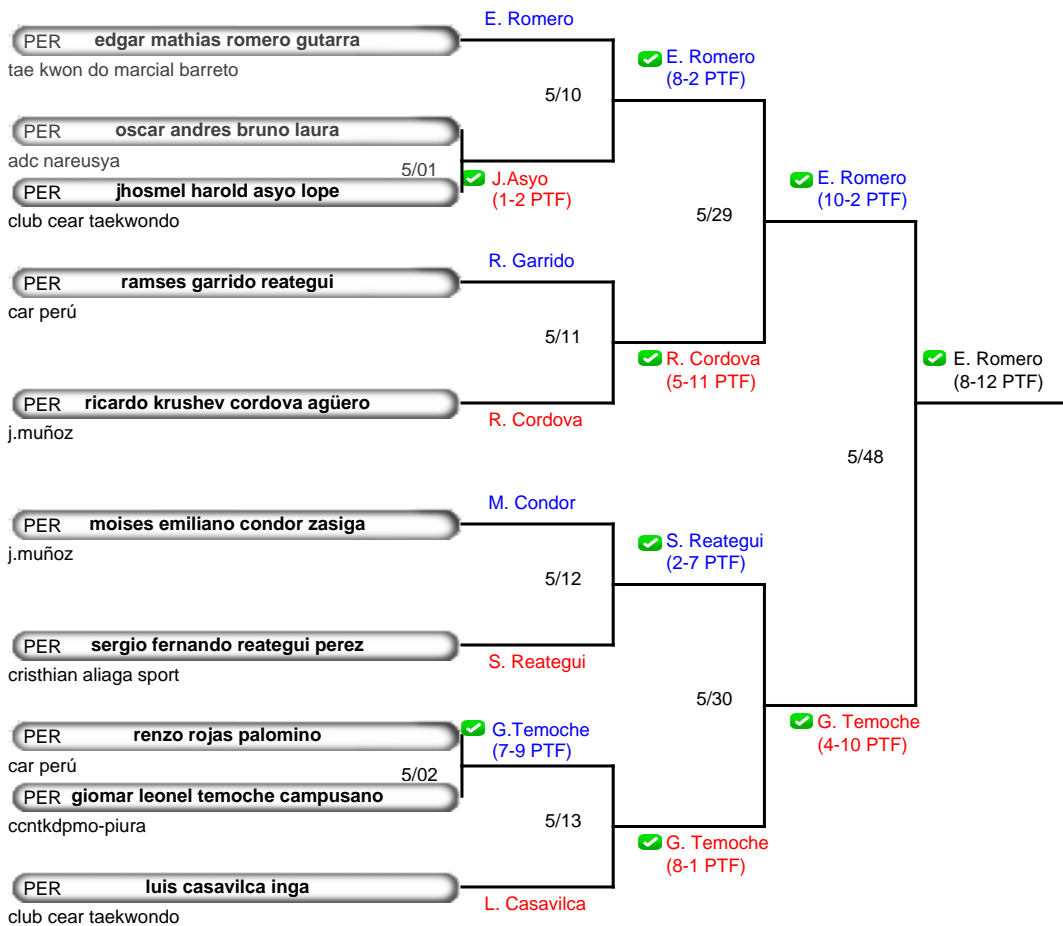 E. Romero
PER edgar mathias romero gutarra
tae kwon do marcial barreto
E. Romero
(8-2 PTF)
5/10
PER oscar andres bruno laura
adc nareusya
5/01
J.Asyo
(1-2 PTF)
PER jhosmel harold asyo lope
club cear taekwondo
E. Romero
(10-2 PTF)
5/29
R. Garrido
PER ramses garrido reategui
car perú
5/11
R. Cordova
(5-11 PTF)
PER ricardo krushev cordova agüero
j.muñoz
R. Cordova
E. Romero
(8-12 PTF)
5/48
M. Condor
PER moises emiliano condor zasiga
j.muñoz
S. Reategui
(2-7 PTF)
5/12
PER sergio fernando reategui perez
cristhian aliaga sport
S. Reategui
5/30
G. Temoche
(4-10 PTF)
PER renzo rojas palomino
car perú
G.Temoche
(7-9 PTF)
5/02
PER giomar leonel temoche campusano
ccntkdpmo-piura
5/13
G. Temoche
(8-1 PTF)
PER luis casavilca inga
club cear taekwondo
L. Casavilca